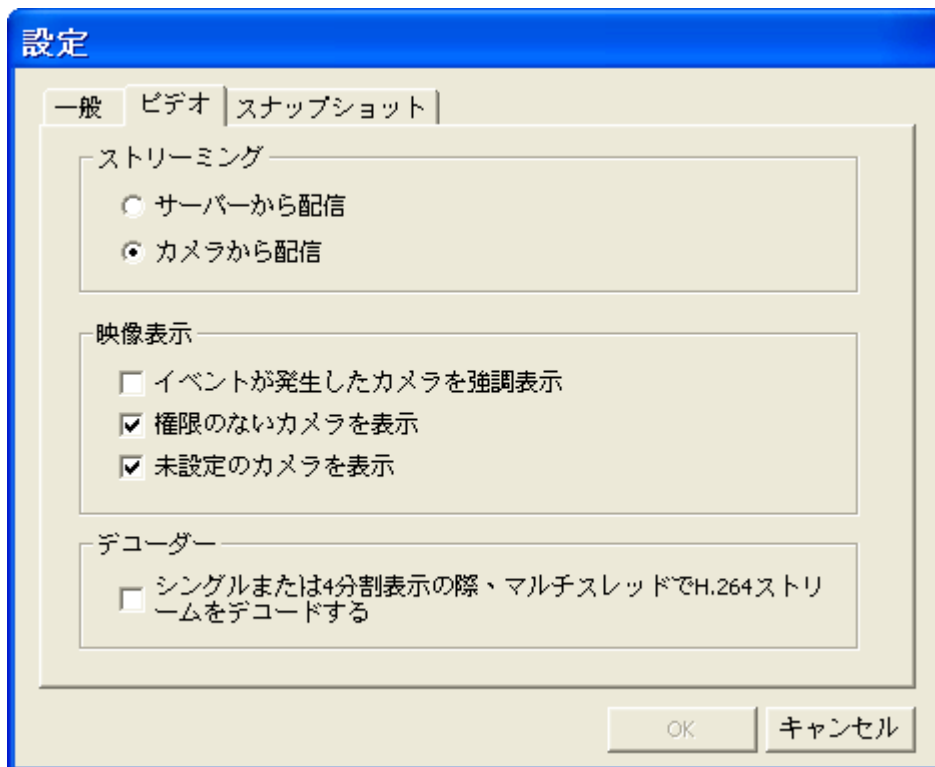 設定
一般
ビデオ
スナップショット
ストリーミング
サーバーから配信
カメラから配信
映像表示
イベントが発生したカメラを強調表示
権限のないカメラを表示
未設定のカメラを表示
デコーダー
シングルまたは4分割表示の際、マルチスレッドでH.264ストリ
ームをデコードする
OK
キャンセル